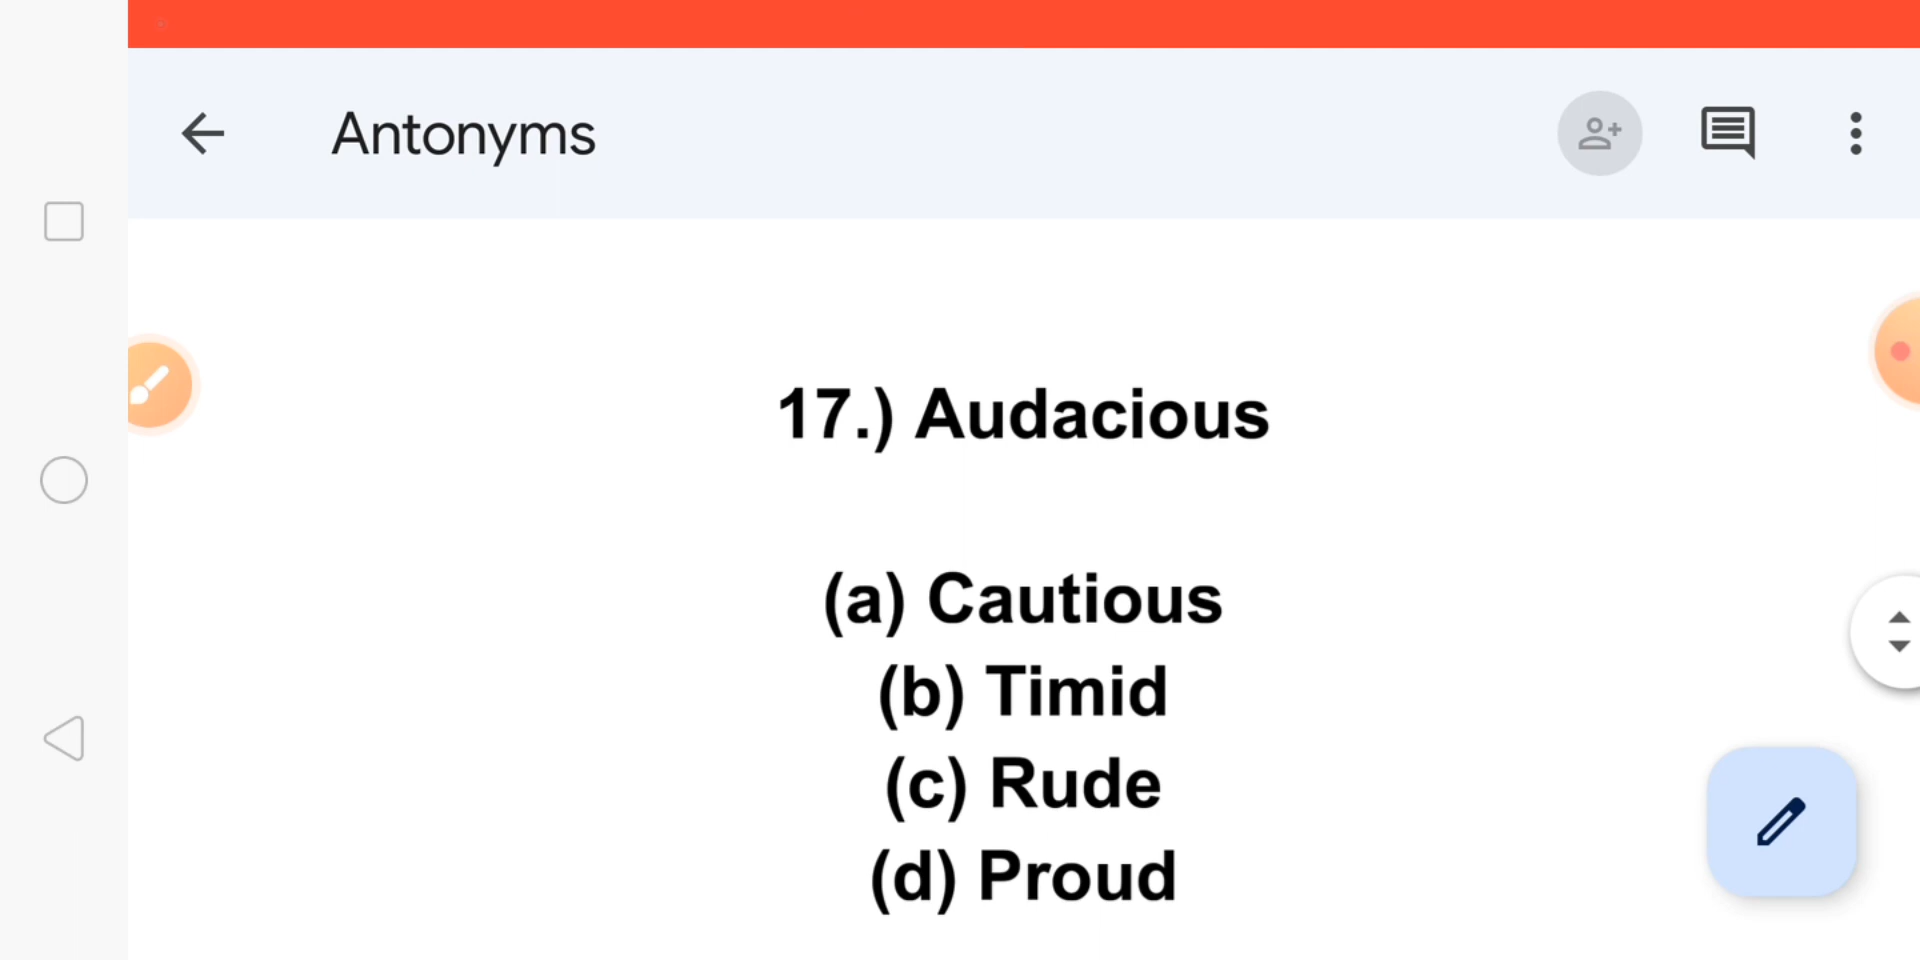 Antonyms
17.) Audacious
(a) Cautious
(b) Timid
(c) Rude
(d) Proud